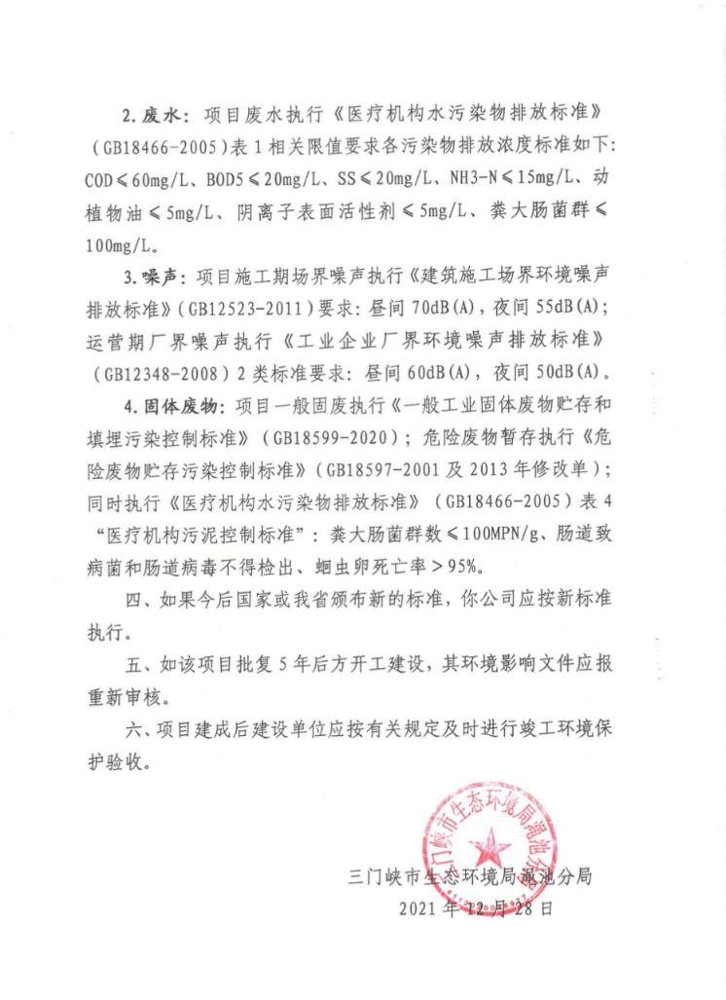 2.废水：项目废水执行《医疗机构水污染物排放标准》
（GB18466-2005)表1相关限值要求各污染物排放浓度标准如下：
COD≤60mg/L、BOD5≤20mg/L、SS≤20mg/L、NH3-N≤15mg/L、动
植物油≤5mg/L、阴离子表面活性剂≤5mg/L、粪大肠菌群≤
100mg/L。
3.噪声：项目施工期场界噪声执行《建筑施工场界环境噪声
排放标准》（GB12523-2011)要求：昼间70dB(A)，夜间55dB(A)；
运营期厂界噪声执行《工业企业厂界环境噪声排放标准》
（GB12348-2008）2类标准要求：昼间60dB(A)，夜间50dB(A)。
4.固体废物：项目一般固废执行《一般工业固体废物贮存和
填埋污染控制标准》（GB18599-2020）；危险废物暂存执行《危
险废物贮存污染控制标准》（GB18597-2001及2013年修改单）；
同时执行《医疗机构水污染物排放标准》（GB18466-2005）表4
“医疗机构污泥控制标准”：粪大肠菌群数≤100MPN/g、肠道致
病菌和肠道病毒不得检出、蛔虫卵死亡率＞95%。
四、如果今后国家或我省颁布新的标准，你公司应按新标准
执行。
五、如该项目批复5年后方开工建设，其环境影响文件应报
重新审核。
六、项目建成后建设单位应按有关规定及时进行竣工环境保
护验收。
三门峡市生态环境局渑池分局
三门峡市生态环境局渑池分局
2021年12月28日